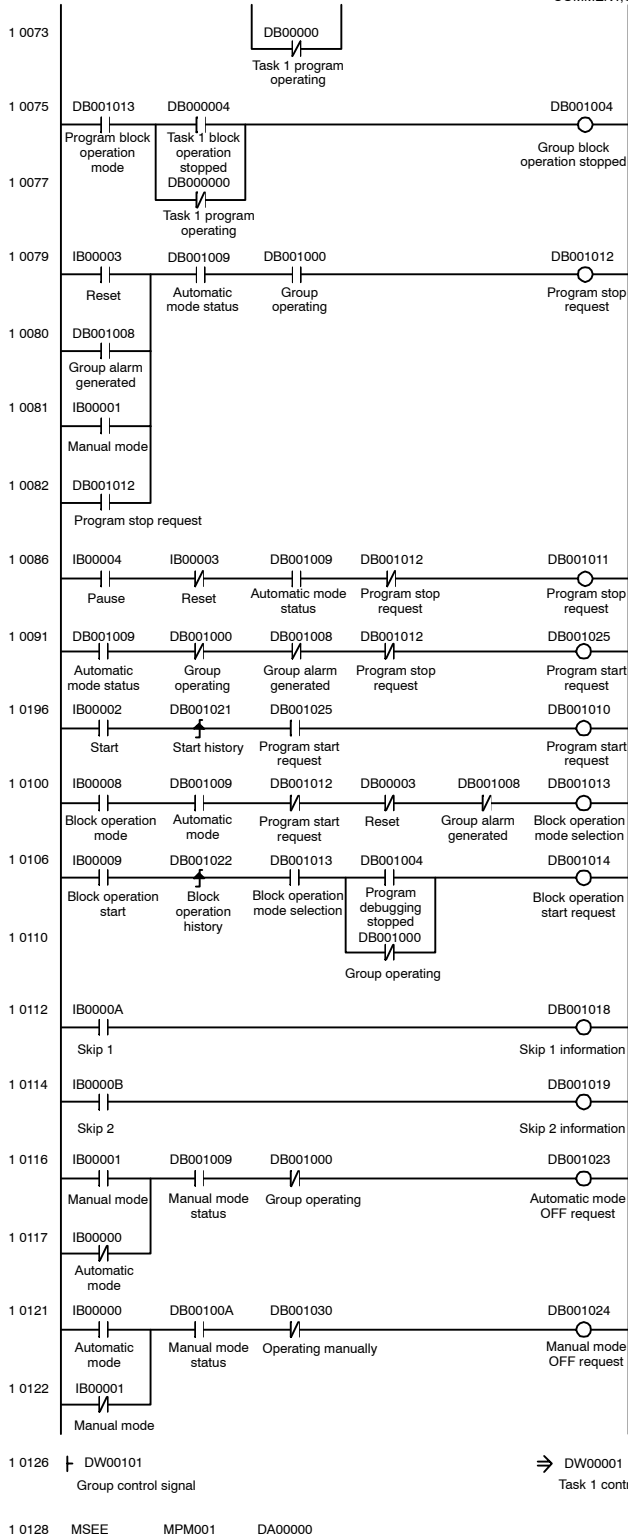 1 0073
DB00000
Task 1 program
operating
1 0075 DB001013 DB000004 DB001004
Program block
operation
mode
Task 1 block
operation
stopped
Group block
operation stopped
1 0077 DB000000
Task 1 program
operating
1 0079 IB00003 DB001009 DB001000 DB001012
Reset
Automatic
mode status
Group
operating
Program stop
request
1 0080 DB001008
Group alarm
generated
1 0081 IB00001
Manual mode
1 0082 DB001012
Program stop request
1 0086 IB00004 IB00003 DB001009 DB001012 DB001011
Pause
Reset
Automatic mode
status
Program stop
request
Program stop
request
1 0091 DB001009 DB001000 DB001008 DB001012 DB001025
Automatic
mode status
Group
operating
Group alarm
generated
Program stop
request
Program start
request
1 0196 IB00002 DB001021 DB001025 DB001010
Start
Start history
Program start
request
Program start
request
1 0100 IB00008 DB001009 DB001012 DB00003 DB001008 DB001013
Block operation
mode
Automatic
mode
Program start
request
Reset
Group alarm
generated
Block operation
mode selection
1 0106 IB00009 DB001022 DB001013 DB001004 DB001014
Block operation
start
Block
operation
history
Block operation
mode selection
Program
debugging
stopped
Block operation
start request
1 0110 DB001000
Group operating
1 0112 IB0000A DB001018
Skip 1 Skip 1 information
1 0114 IB0000B DB001019
Skip 2 Skip 2 information
1 0116 IB00001 DB001009 DB001000 DB001023
Manual mode
Manual mode
status
Group operating
Automatic mode
OFF request
1 0117 IB00000
Automatic
mode
1 0121 IB00000 DB00100A DB001030 DB001024
Automatic
mode
Manual mode
status
Operating manually
Manual mode
OFF request
1 0122 IB00001
Manual mode
1 0126 DW00101 ⇒ DW00001
Group control signal Task 1
1 0128 MSEE MPM001 DA00000